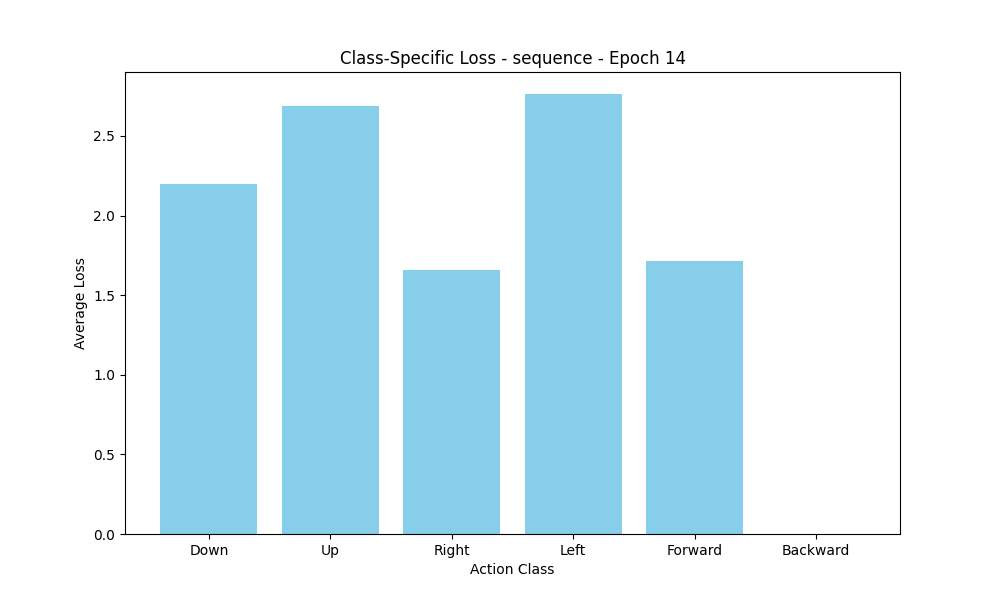 Class-Specific Loss - sequence - Epoch 14
2.5
2.0
1.5
1.0
0.5
0.0
Average Loss
Down Up Right Left Forward Backward
Action Class